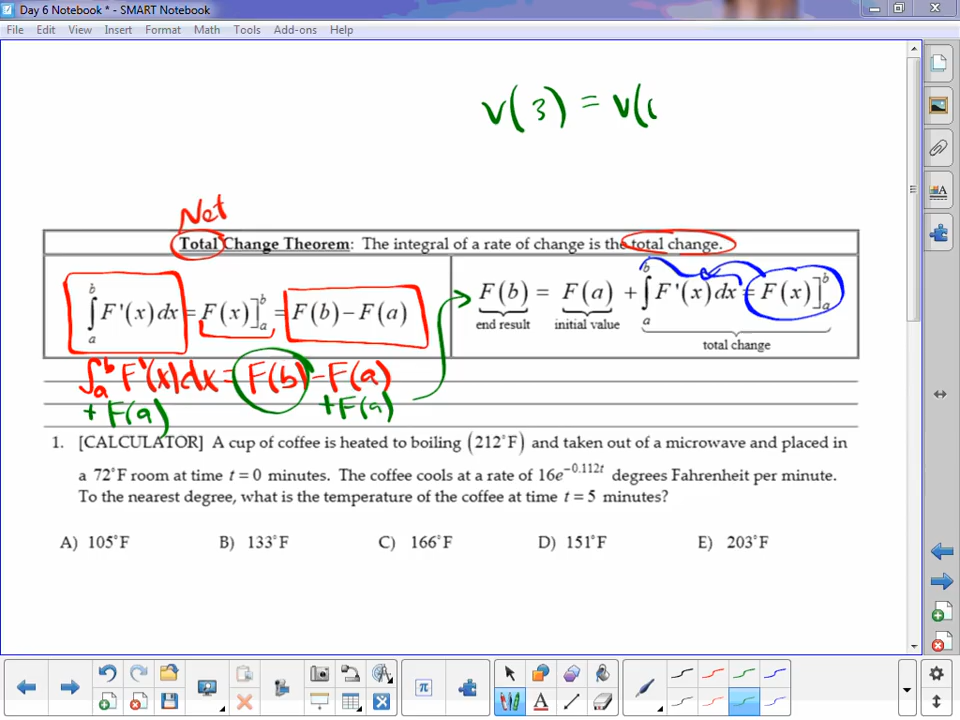 Day 6 Notebook * - SMART Notebook
File Edit View Insert Format Math Tools Add-ons Help
v(3) = v(
Net
Total Change Theorem: The integral of a rate of change is the total change.
∫_a^b F'(x)dx = F(x)]_a^b = F(b) − F(a)
F(b) = F(a) + ∫_a^b F'(x)dx = F(x)]_a^b
end result initial value total change
∫_a^b F'(x)dx = F(b) − F(a)
+ F(a) + F(a)
1. [CALCULATOR] A cup of coffee is heated to boiling (212°F) and taken out of a microwave and placed in
a 72°F room at time t = 0 minutes. The coffee cools at a rate of 16e^{−0.112t} degrees Fahrenheit per minute.
To the nearest degree, what is the temperature of the coffee at time t = 5 minutes?
A) 105°F B) 133°F C) 166°F D) 151°F E) 203°F